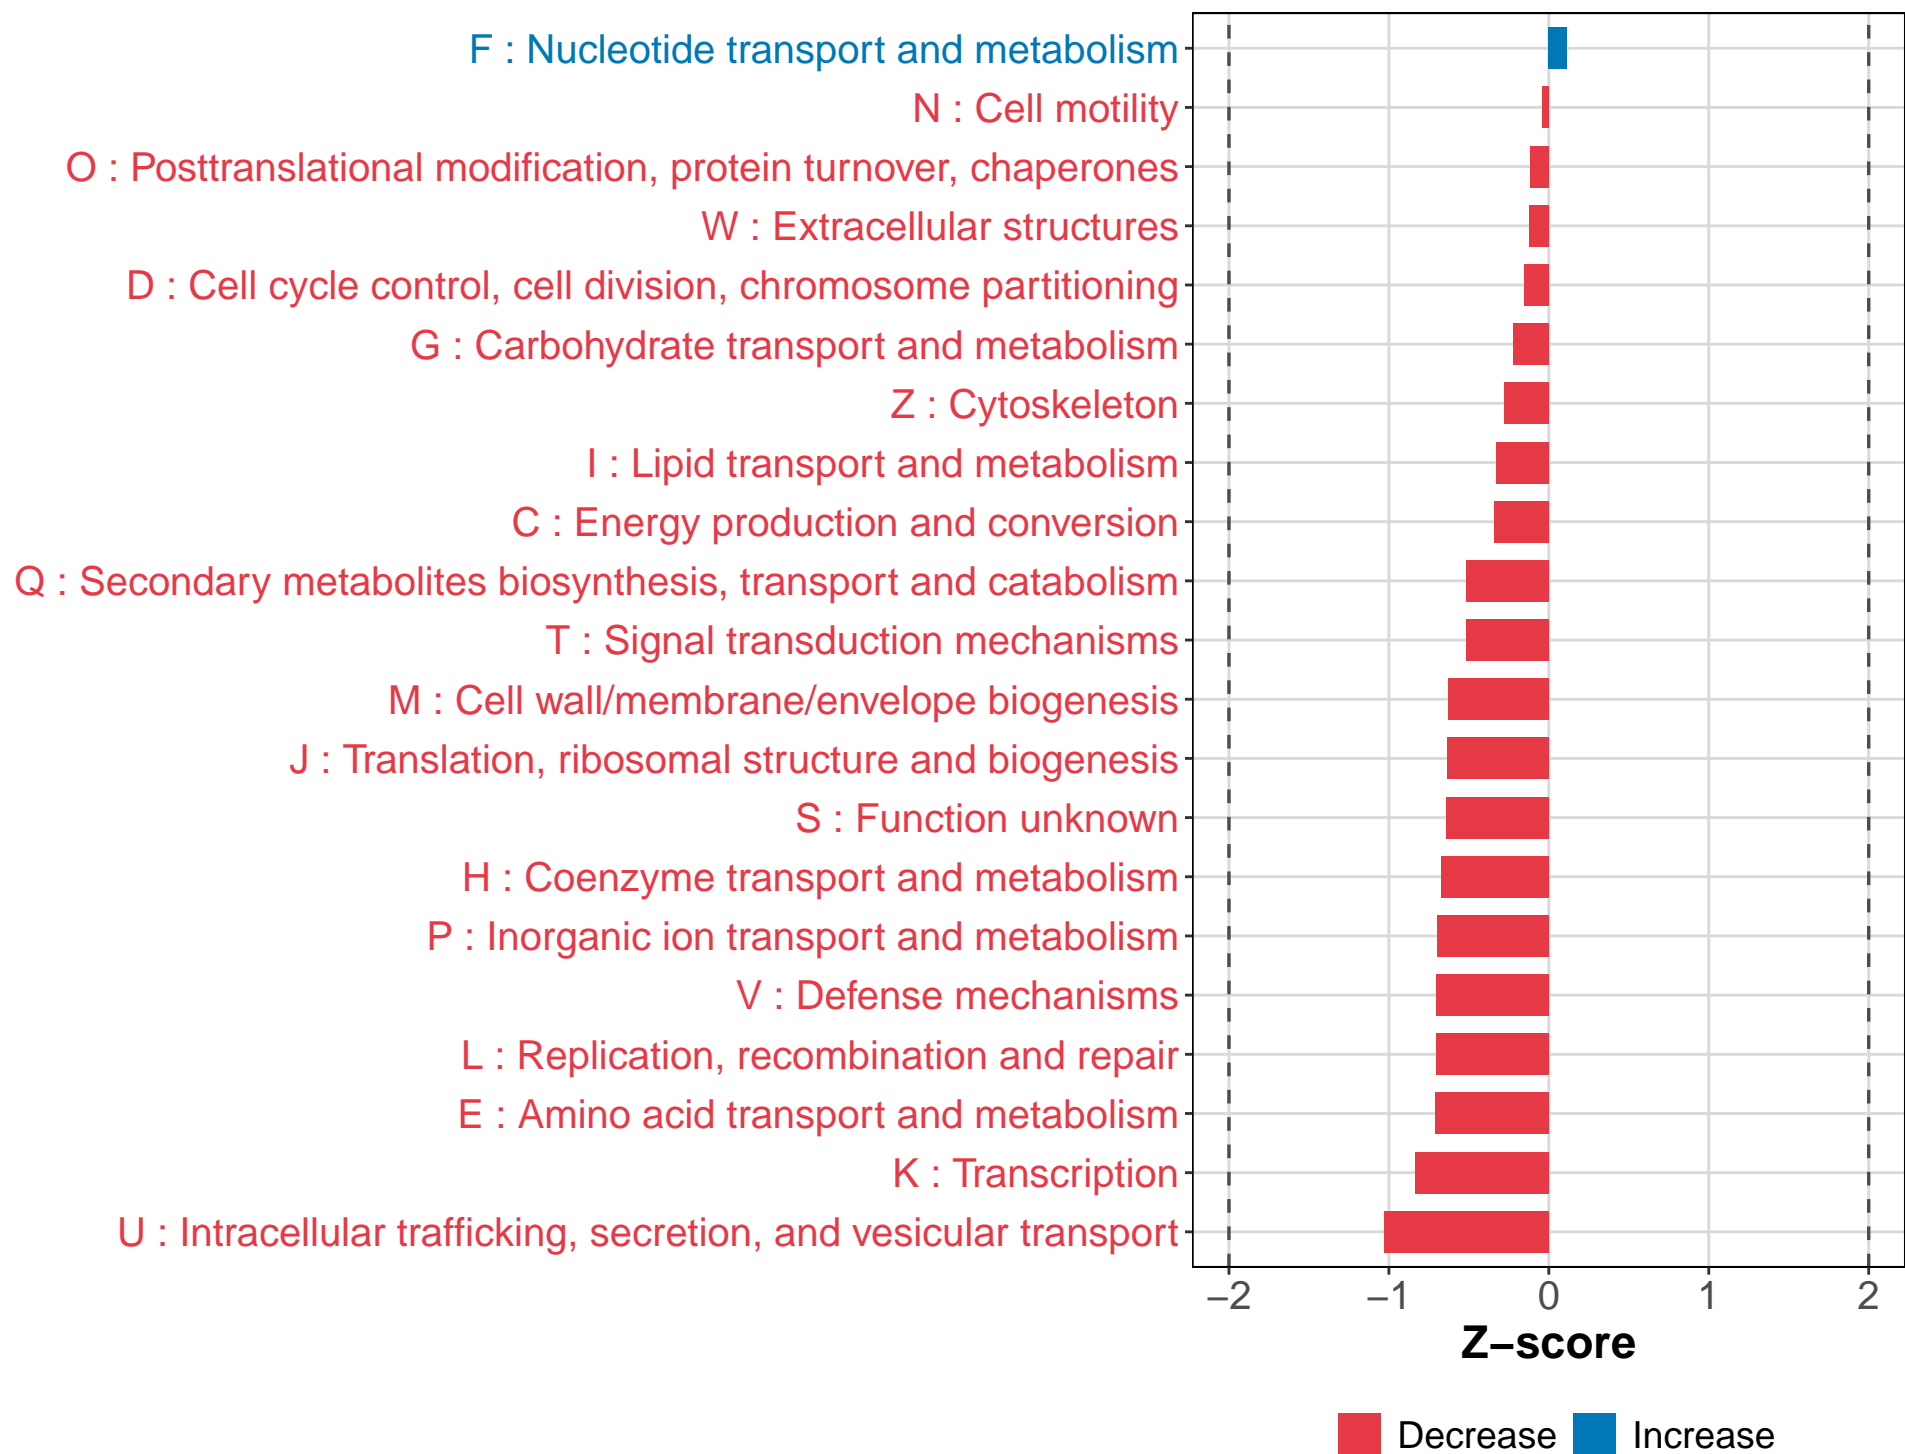 F : Nucleotide transport and metabolism
N : Cell motility
O : Posttranslational modification, protein turnover, chaperones
W : Extracellular structures
D : Cell cycle control, cell division, chromosome partitioning
G : Carbohydrate transport and metabolism
Z : Cytoskeleton
I : Lipid transport and metabolism
C : Energy production and conversion
Q : Secondary metabolites biosynthesis, transport and catabolism
T : Signal transduction mechanisms
M : Cell wall/membrane/envelope biogenesis
J : Translation, ribosomal structure and biogenesis
S : Function unknown
H : Coenzyme transport and metabolism
P : Inorganic ion transport and metabolism
V : Defense mechanisms
L : Replication, recombination and repair
E : Amino acid transport and metabolism
K : Transcription
U : Intracellular trafficking, secretion, and vesicular transport
−2 −1 0 1 2
Z−score
Decrease Increase